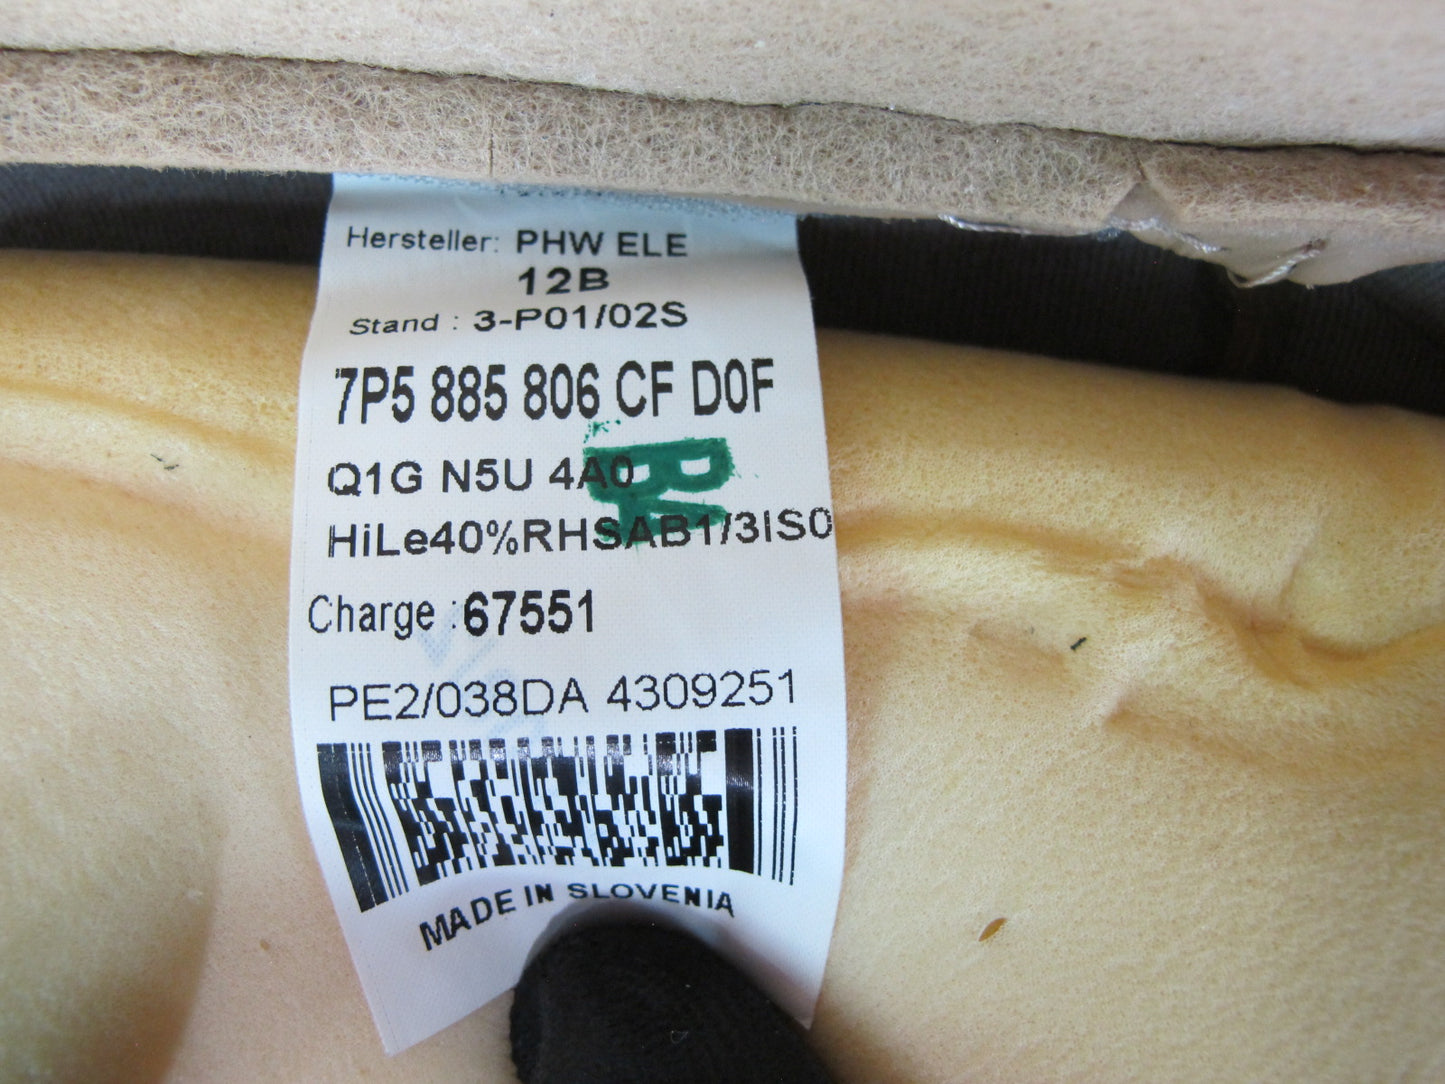 Hersteller: PHW ELE
12B
Stand : 3-P01/02S
7P5 885 806 CF D0F
BK
Q1G N5U 4A0
HiLe40%RHSAB1/3IS0
Charge :67551
PE2/038DA 4309251
MADE IN SLOVENIA